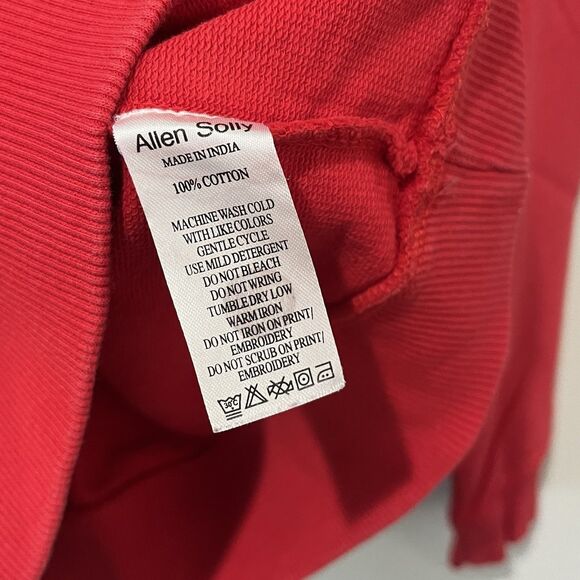 Allen Solly
MADE IN INDIA
100% COTTON
MACHINE WASH COLD
WITH LIKE COLORS
GENTLE CYCLE
USE MILD DETERGENT
DO NOT BLEACH
DO NOT WRING
TUMBLE DRY LOW
WARM IRON
DO NOT IRON ON PRINT/
EMBROIDERY
DO NOT SCRUB ON PRINT/
EMBROIDERY
30°C